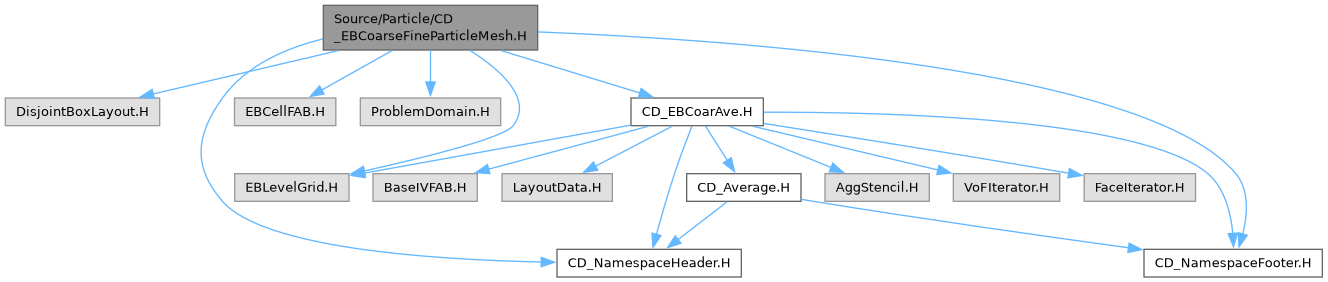 Source/Particle/CD
_EBCoarseFineParticleMesh.H
DisjointBoxLayout.H
EBCellFAB.H
ProblemDomain.H
CD_EBCoarAve.H
EBLevelGrid.H
BaseIVFAB.H
LayoutData.H
CD_Average.H
AggStencil.H
VoFIterator.H
FaceIterator.H
CD_NamespaceHeader.H
CD_NamespaceFooter.H